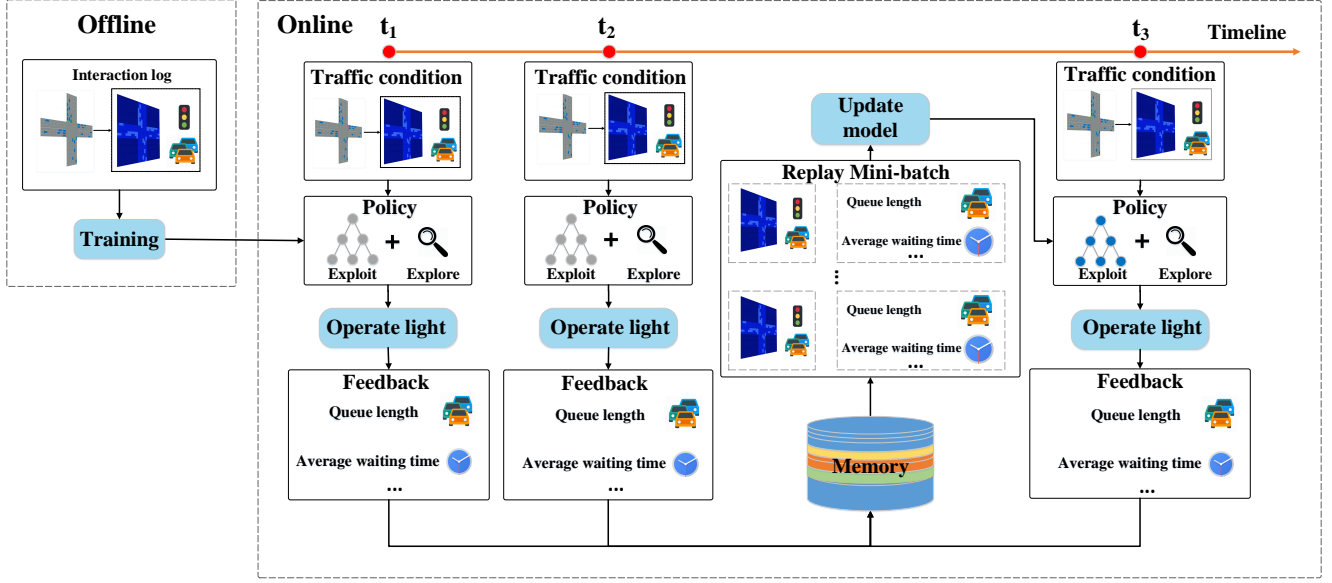 Offline
Interaction log
Training
Online
t1
t2
t3
Timeline
Traffic condition
Policy
+
Exploit
Explore
Operate light
Feedback
Queue length
Average waiting time
...
Traffic condition
Policy
+
Exploit
Explore
Operate light
Feedback
Queue length
Average waiting time
...
Update
model
Replay Mini-batch
Queue length
Average waiting time
...
...
Queue length
Average waiting time
...
Memory
Traffic condition
Policy
+
Exploit
Explore
Operate light
Feedback
Queue length
Average waiting time
...